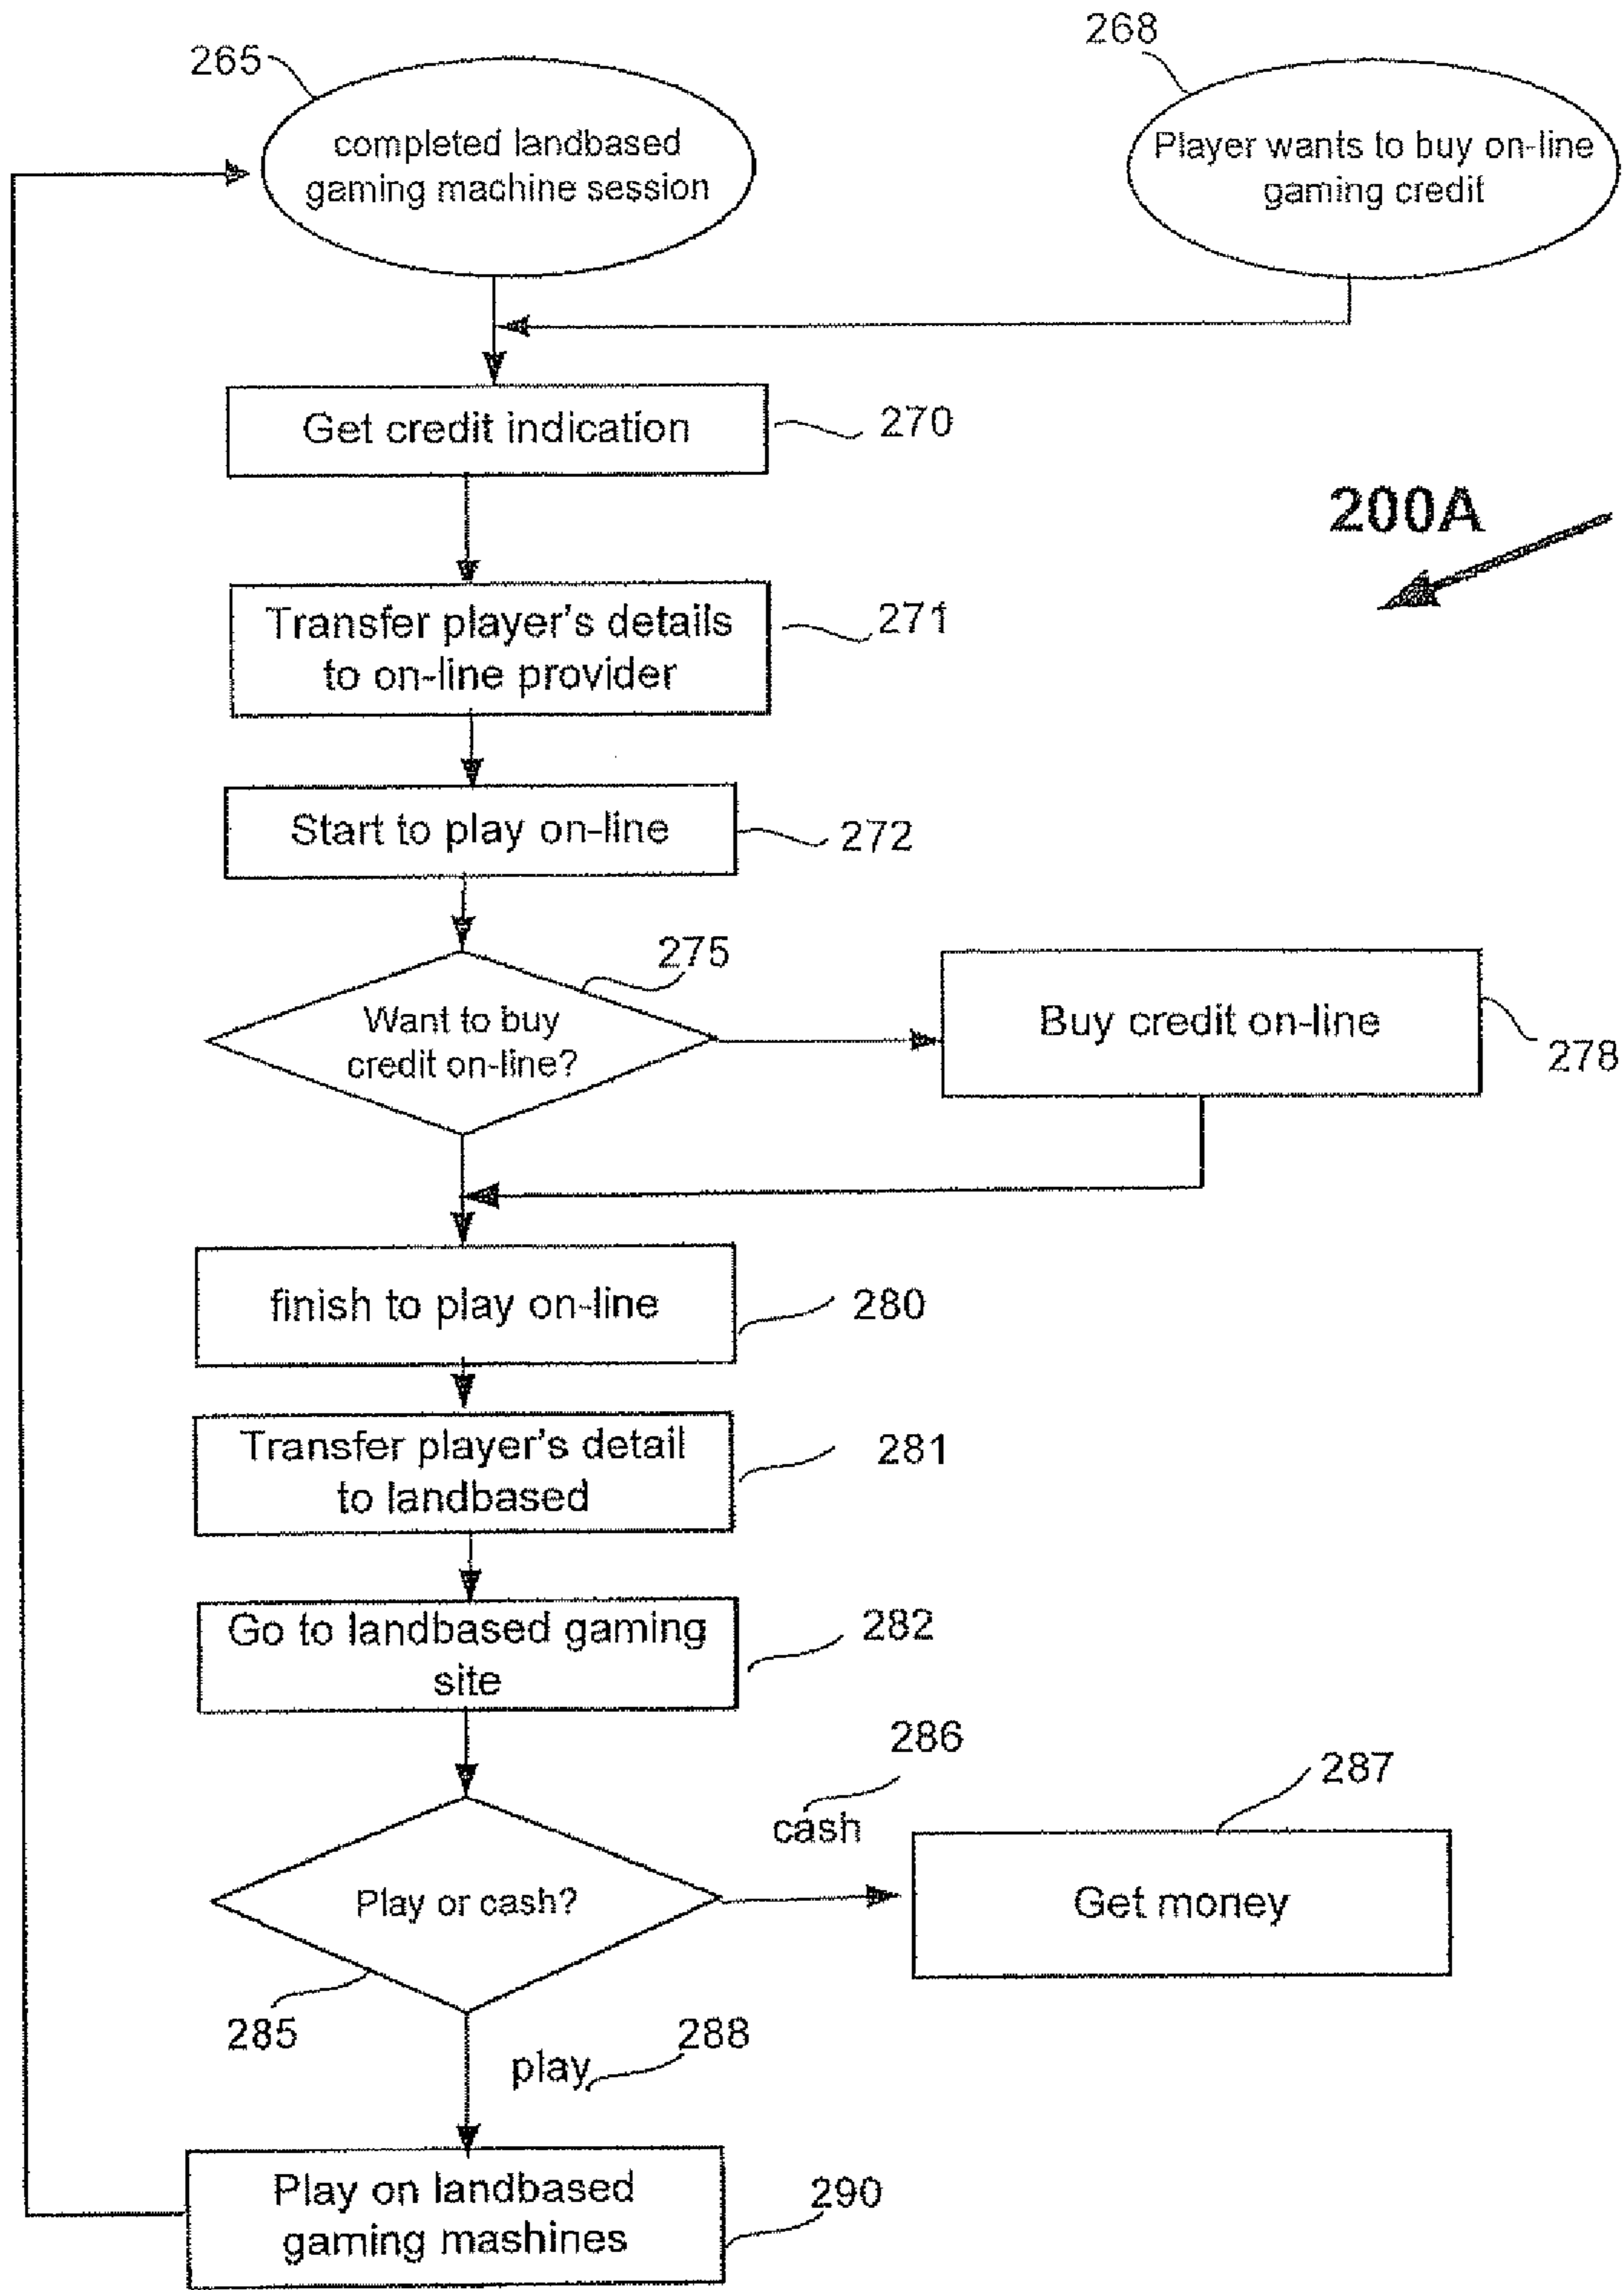 265
completed landbased
gaming machine session
268
Player wants to buy on-line
gaming credit
Get credit indication
270
200A
Transfer player's details
to on-line provider
271
Start to play on-line
272
275
Want to buy
credit on-line?
Buy credit on-line
278
finish to play on-line
280
Transfer player's detail
to landbased
281
Go to landbased gaming
site
282
286
cash
287
Play or cash?
Get money
285
288
play
Play on landbased
gaming mashines
290